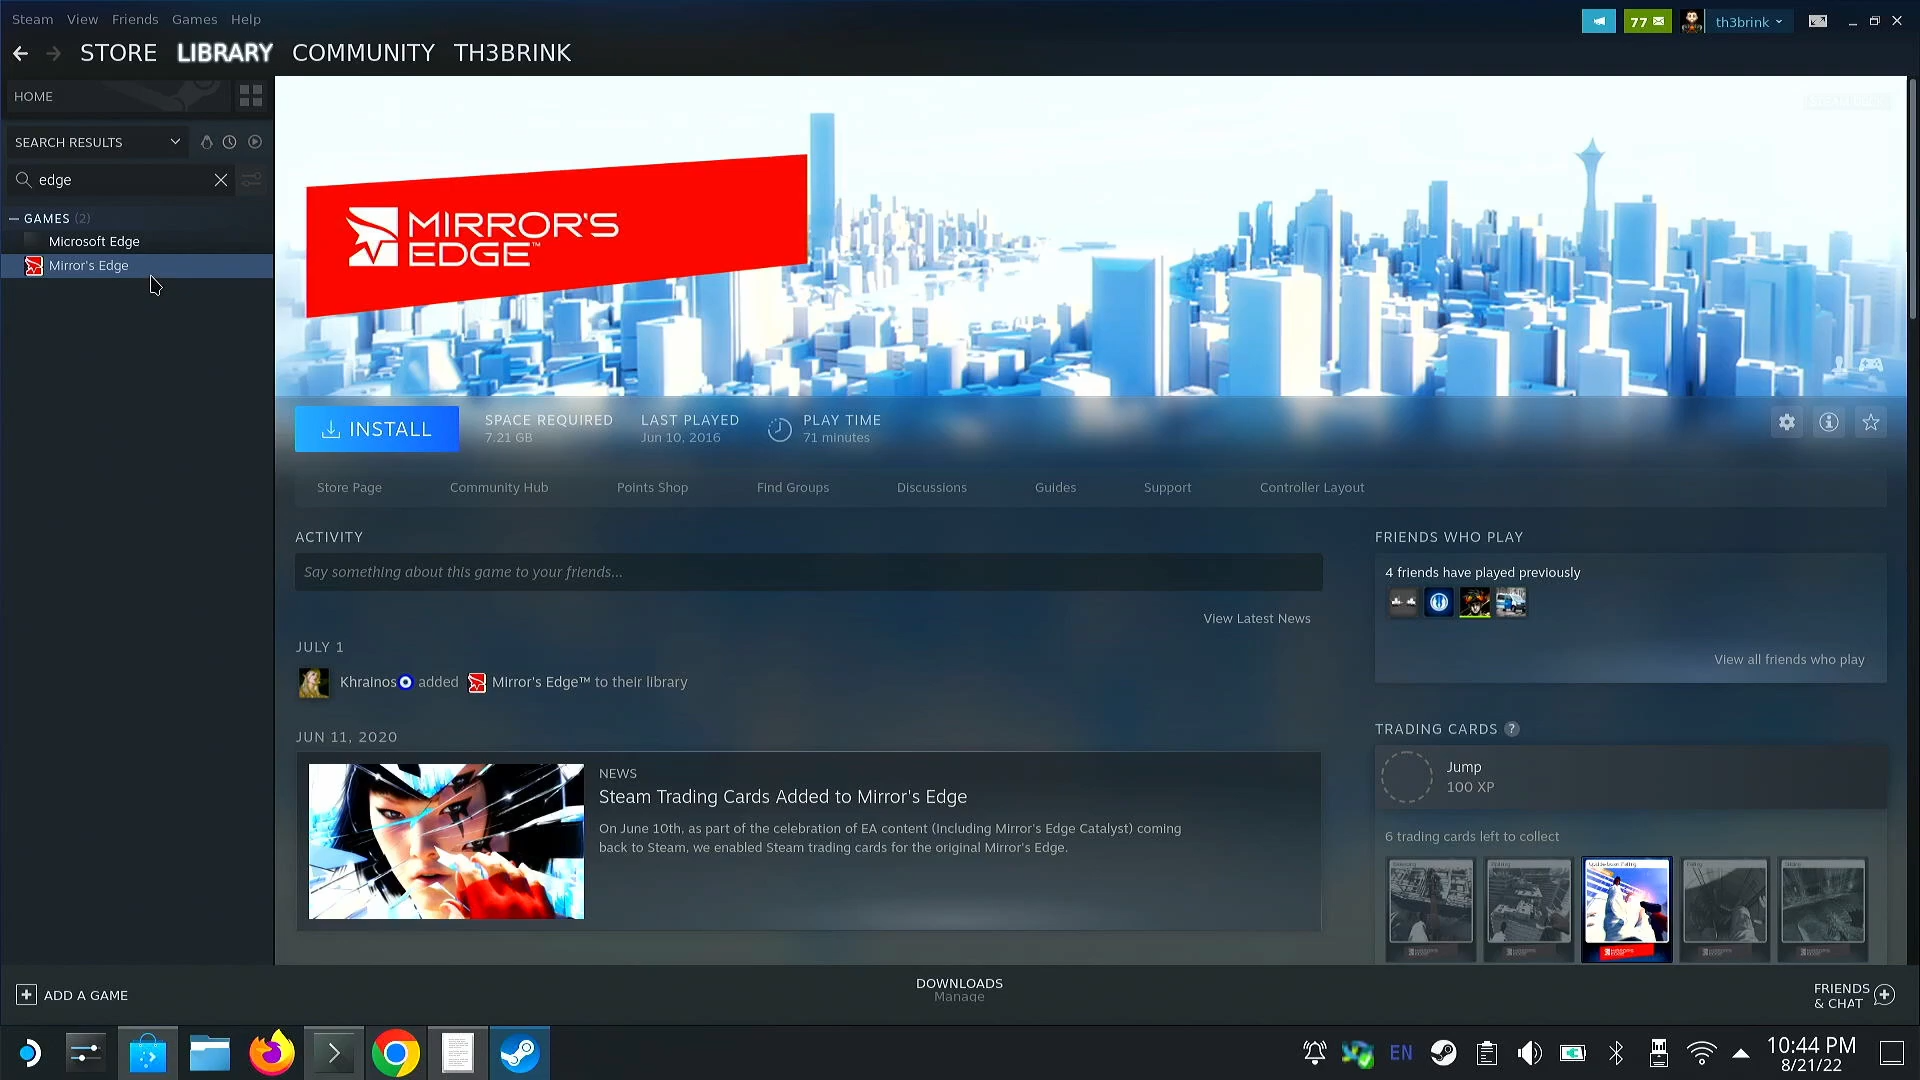 Steam View Friends Games Help
77
th3brink
STORE LIBRARY COMMUNITY TH3BRINK
HOME
SEARCH RESULTS
edge
GAMES (2)
Microsoft Edge
Mirror's Edge
MIRROR'S
EDGE™
INSTALL
SPACE REQUIRED
7.21 GB
LAST PLAYED
Jun 10, 2016
PLAY TIME
71 minutes
Store Page Community Hub Points Shop Find Groups Discussions Guides Support Controller Layout
ACTIVITY
Say something about this game to your friends...
View Latest News
JULY 1
Khrainos added Mirror's Edge™ to their library
JUN 11, 2020
NEWS
Steam Trading Cards Added to Mirror's Edge
On June 10th, as part of the celebration of EA content (Including Mirror's Edge Catalyst) coming
back to Steam, we enabled Steam trading cards for the original Mirror's Edge.
FRIENDS WHO PLAY
4 friends have played previously
View all friends who play
TRADING CARDS ?
Jump
100 XP
6 trading cards left to collect
ADD A GAME
DOWNLOADS
Manage
FRIENDS
& CHAT
EN
10:44 PM
8/21/22